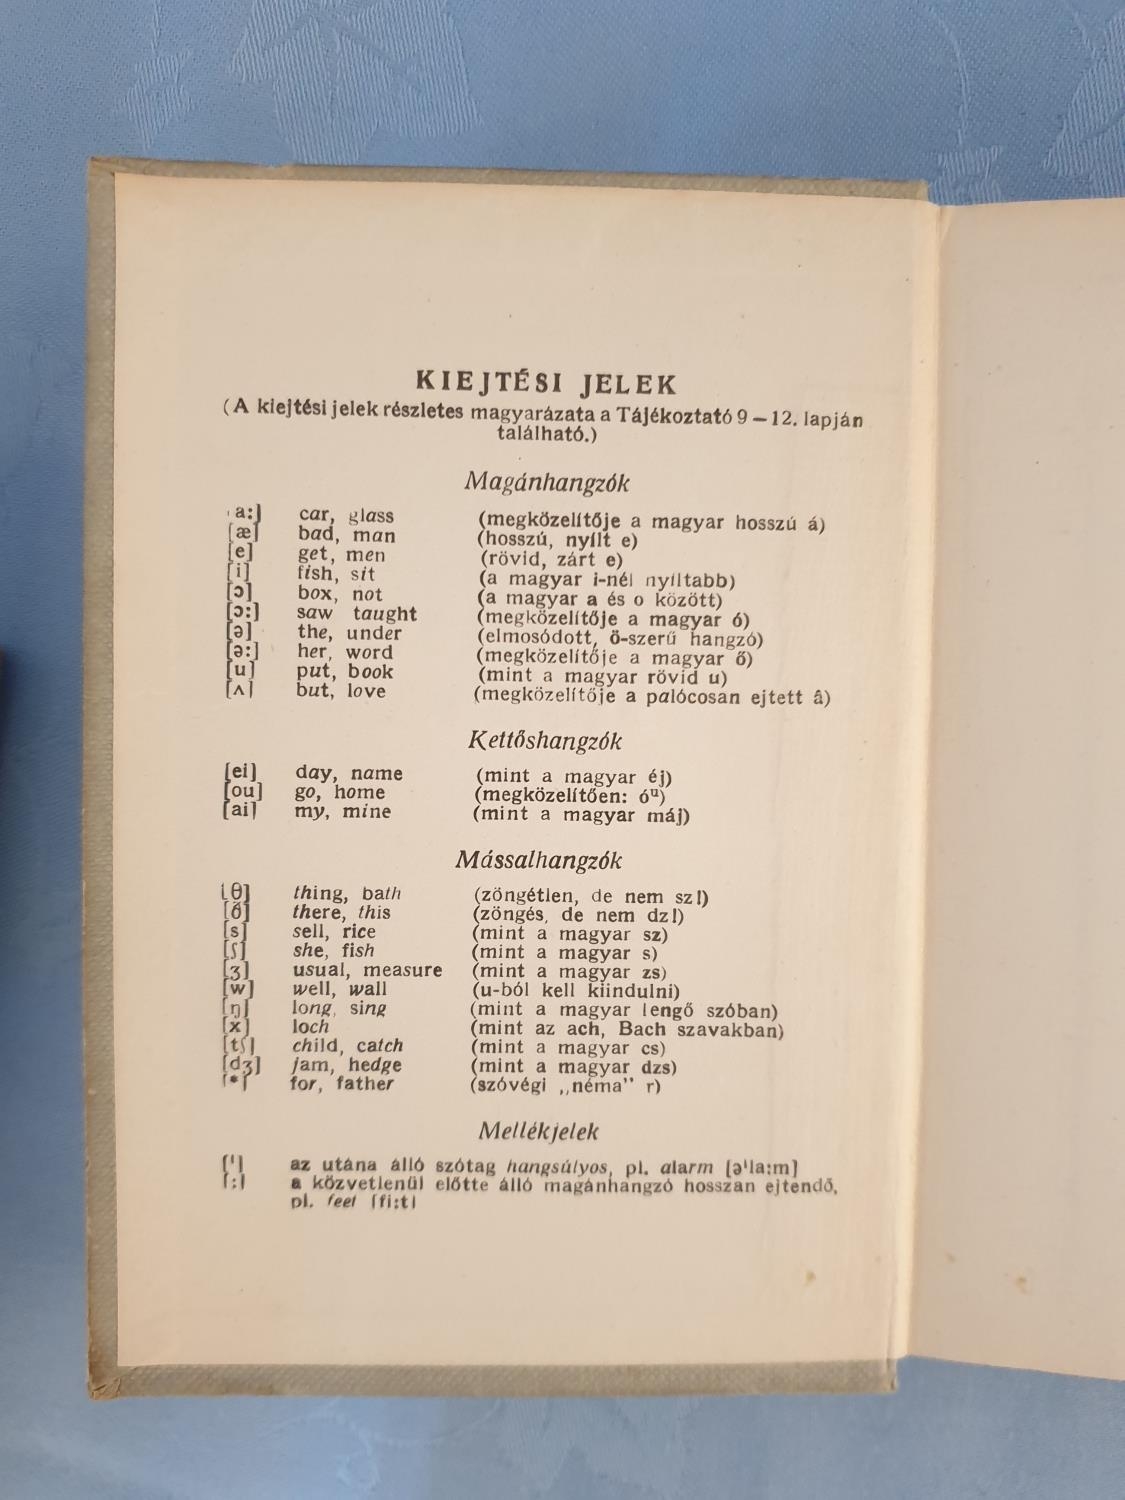 KIEJTÉSI JELEK
(A kiejtési jelek részletes magyarázata a Tájékoztató 9–12. lapján
található.)
Magánhangzók
a:] car, glass (megközelítője a magyar hosszú á)
[æ] bad, man (hosszú, nyílt e)
[e] get, men (rövid, zárt e)
[i] fish, sit (a magyar i-nél nyíltabb)
[ɔ] box, not (a magyar a és o között)
[ɔ:] saw taught (megközelítője a magyar ó)
[ə] the, under (elmosódott, ö-szerű hangzó)
[ə:] her, word (megközelítője a magyar ő)
[u] put, book (mint a magyar rövid u)
[ʌ] but, love (megközelítője a palócosan ejtett â)
Kettőshangzók
[ei] day, name (mint a magyar éj)
[ou] go, home (megközelítően: óᵘ)
[ai] my, mine (mint a magyar máj)
Mássalhangzók
[θ] thing, bath (zöngétlen, de nem sz!)
[ð] there, this (zöngés, de nem dz!)
[s] sell, rice (mint a magyar sz)
[ʃ] she, fish (mint a magyar s)
[ʒ] usual, measure (mint a magyar zs)
[w] well, wall (u-ból kell kiindulni)
[ŋ] long, sing (mint a magyar lengő szóban)
[x] loch (mint az ach, Bach szavakban)
[tʃ] child, catch (mint a magyar cs)
[dʒ] jam, hedge (mint a magyar dzs)
[*] for, father (szóvégi „néma” r)
Mellékjelek
[ˈ] az utána álló szótag hangsúlyos, pl. alarm [əˈla:m]
[:] a közvetlenül előtte álló magánhangzó hosszan ejtendő,
pl. feet [fi:t]